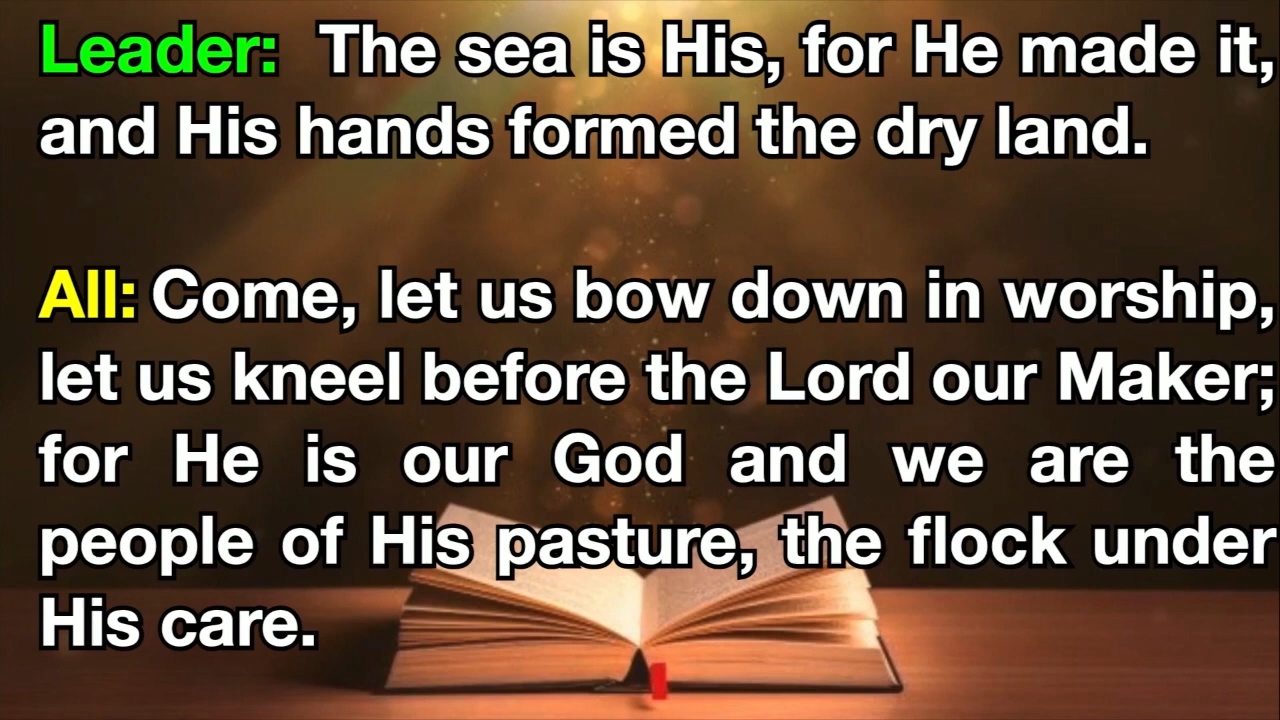 Leader: The sea is His, for He made it,
and His hands formed the dry land.
All: Come, let us bow down in worship,
let us kneel before the Lord our Maker;
for He is our God and we are the
people of His pasture, the flock under
His care.